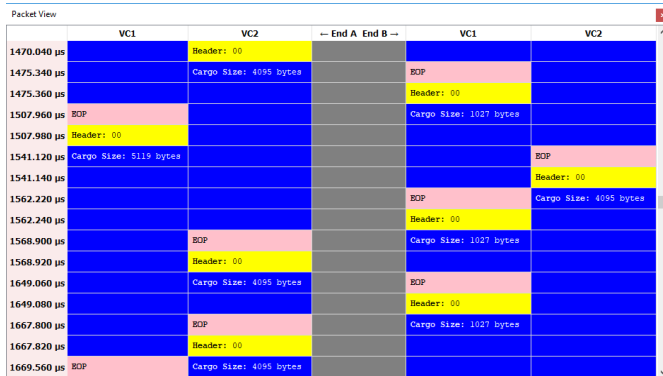 Packet View
VC1 VC2 ← End A End B → VC1 VC2
1470.040 µs Header: 00
1475.340 µs Cargo Size: 4095 bytes EOP
1475.360 µs Header: 00
1507.960 µs EOP Cargo Size: 1027 bytes
1507.980 µs Header: 00
1541.120 µs Cargo Size: 5119 bytes EOP
1541.140 µs Header: 00
1562.220 µs EOP Cargo Size: 4095 bytes
1562.240 µs Header: 00
1568.900 µs EOP Cargo Size: 1027 bytes
1568.920 µs Header: 00
1649.060 µs Cargo Size: 4095 bytes EOP
1649.080 µs Header: 00
1667.800 µs EOP Cargo Size: 1027 bytes
1667.820 µs Header: 00
1669.560 µs EOP Cargo Size: 4095 bytes